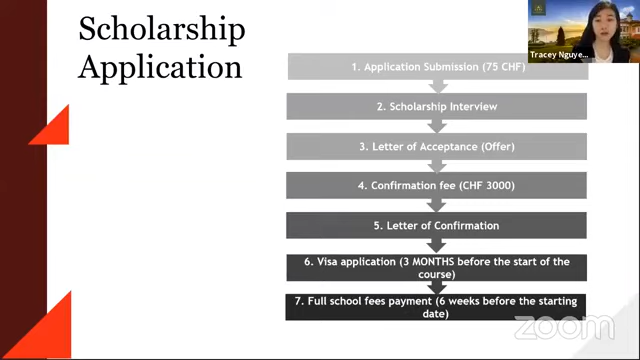 Scholarship
Application
1. Application Submission (75 CHF)
2. Scholarship Interview
3. Letter of Acceptance (Offer)
4. Confirmation fee (CHF 3000)
5. Letter of Confirmation
6. Visa application (3 MONTHS before the start of the
course)
7. Full school fees payment (6 weeks before the starting
date)
Tracey Nguye...
zoom